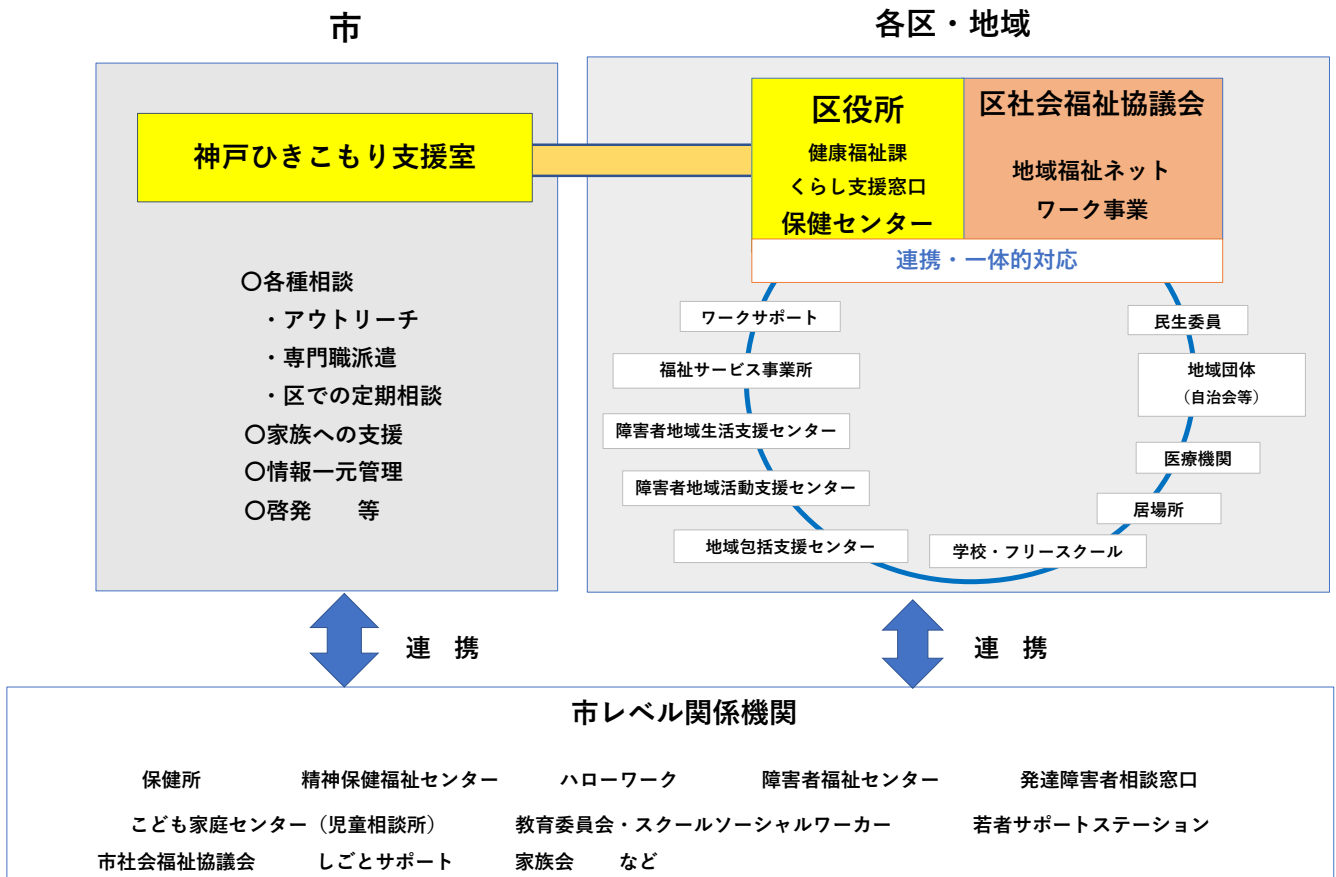 市
各区・地域
神戸ひきこもり支援室
〇各種相談
・アウトリーチ
・専門職派遣
・区での定期相談
〇家族への支援
〇情報一元管理
〇啓発　　等
区役所
健康福祉課
くらし支援窓口
保健センター
区社会福祉協議会
地域福祉ネット
ワーク事業
連携・一体的対応
ワークサポート
福祉サービス事業所
障害者地域生活支援センター
障害者地域活動支援センター
地域包括支援センター
民生委員
地域団体
（自治会等）
医療機関
居場所
学校・フリースクール
連　携
連　携
市レベル関係機関
保健所　精神保健福祉センター　ハローワーク　障害者福祉センター　発達障害者相談窓口
こども家庭センター（児童相談所）　教育委員会・スクールソーシャルワーカー　若者サポートステーション
市社会福祉協議会　しごとサポート　家族会　など